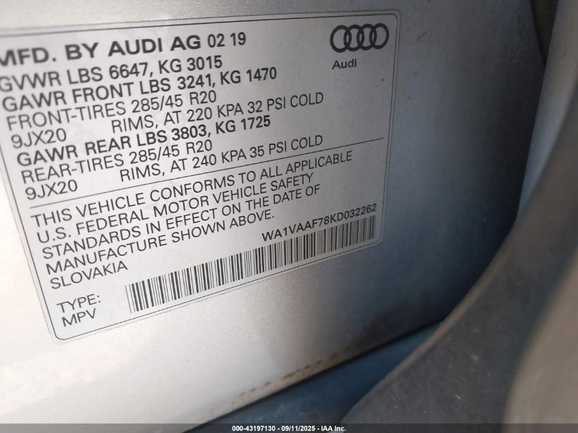 MFD. BY AUDI AG 02 19
GVWR LBS 6647, KG 3015
GAWR FRONT LBS 3241, KG 1470
FRONT-TIRES 285/45 R20
9JX20 RIMS, AT 220 KPA 32 PSI COLD
GAWR REAR LBS 3803, KG 1725
REAR-TIRES 285/45 R20
9JX20 RIMS, AT 240 KPA 35 PSI COLD
THIS VEHICLE CONFORMS TO ALL APPLICABLE
U.S. FEDERAL MOTOR VEHICLE SAFETY
STANDARDS IN EFFECT ON THE DATE OF
MANUFACTURE SHOWN ABOVE.
SLOVAKIA
WA1VAAF78KD032262
TYPE:
MPV
Audi
000-43197130 - 09/11/2025 - IAA Inc.